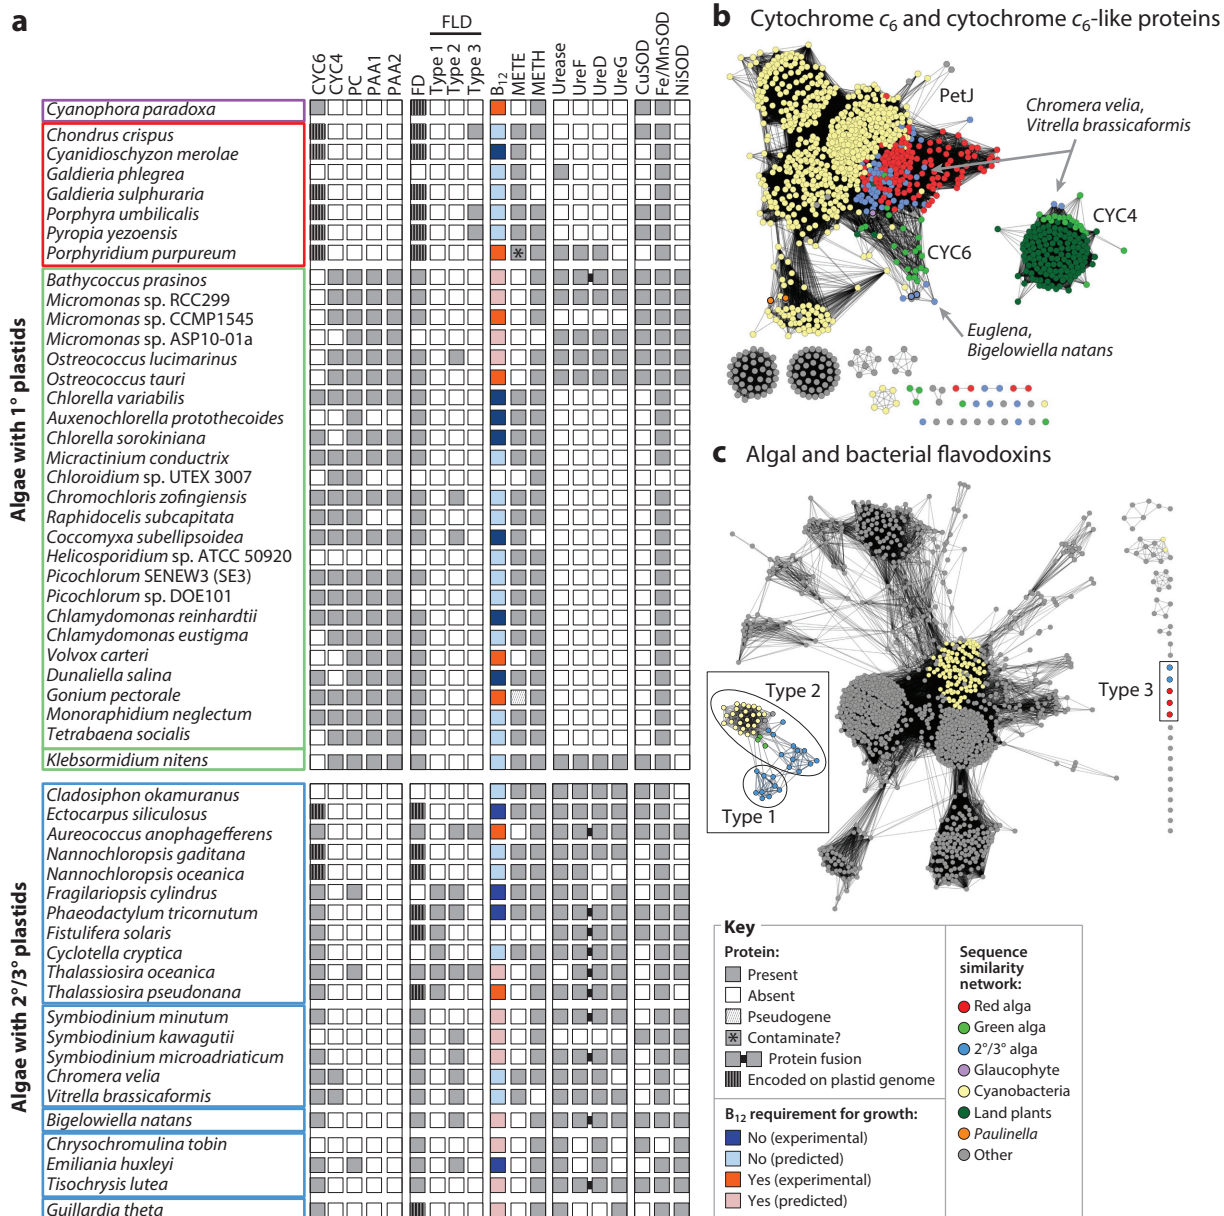 a
FLD
CYC6
CYC4
PC
PAA1
PAA2
FD
Type 1
Type 2
Type 3
B12
METE
METH
Urease
UreF
UreD
UreG
CuSOD
Fe/MnSOD
NiSOD
Algae with 1° plastids
Cyanophora paradoxa
Chondrus crispus
Cyanidioschyzon merolae
Galdieria phlegrea
Galdieria sulphuraria
Porphyra umbilicalis
Pyropia yezoensis
Porphyridium purpureum
*
Bathycoccus prasinos
Micromonas sp. RCC299
Micromonas sp. CCMP1545
Micromonas sp. ASP10-01a
Ostreococcus lucimarinus
Ostreococcus tauri
Chlorella variabilis
Auxenochlorella protothecoides
Chlorella sorokiniana
Micractinium conductrix
Chloroidium sp. UTEX 3007
Chromochloris zofingiensis
Raphidocelis subcapitata
Coccomyxa subellipsoidea
Helicosporidium sp. ATCC 50920
Picochlorum SENEW3 (SE3)
Picochlorum sp. DOE101
Chlamydomonas reinhardtii
Chlamydomonas eustigma
Volvox carteri
Dunaliella salina
Gonium pectorale
Monoraphidium neglectum
Tetrabaena socialis
Klebsormidium nitens
Algae with 2°/3° plastids
Cladosiphon okamuranus
Ectocarpus siliculosus
Aureococcus anophagefferens
Nannochloropsis gaditana
Nannochloropsis oceanica
Fragilariopsis cylindrus
Phaeodactylum tricornutum
Fistulifera solaris
Cyclotella cryptica
Thalassiosira oceanica
Thalassiosira pseudonana
Symbiodinium minutum
Symbiodinium kawagutii
Symbiodinium microadriaticum
Chromera velia
Vitrella brassicaformis
Bigelowiella natans
Chrysochromulina tobin
Emiliania huxleyi
Tisochrysis lutea
Guillardia theta
b Cytochrome c6 and cytochrome c6-like proteins
PetJ
Chromera velia,
Vitrella brassicaformis
CYC4
CYC6
Euglena,
Bigelowiella natans
c Algal and bacterial flavodoxins
Type 2
Type 1
Type 3
Key
Protein:
Present
Absent
Pseudogene
* Contaminate?
Protein fusion
Encoded on plastid genome
B12 requirement for growth:
No (experimental)
No (predicted)
Yes (experimental)
Yes (predicted)
Sequence
similarity
network:
Red alga
Green alga
2°/3° alga
Glaucophyte
Cyanobacteria
Land plants
Paulinella
Other